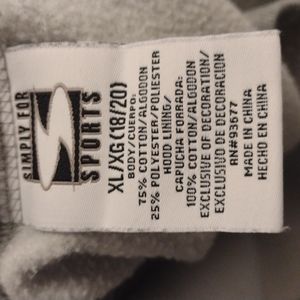 SIMPLY FOR
SPORTS
XL/XG (18/20)
BODY/CUERPO:
75% COTTON/ALGODON
25% POLYESTER/POLIESTER
HOOD LINING/
CAPUCHA FORRADA:
100% COTTON/ALGODON
EXCLUSIVE OF DECORATION/
EXCLUSIVO DE DECORACION
AN#93677
MADE IN CHINA/
HECHO EN CHINA